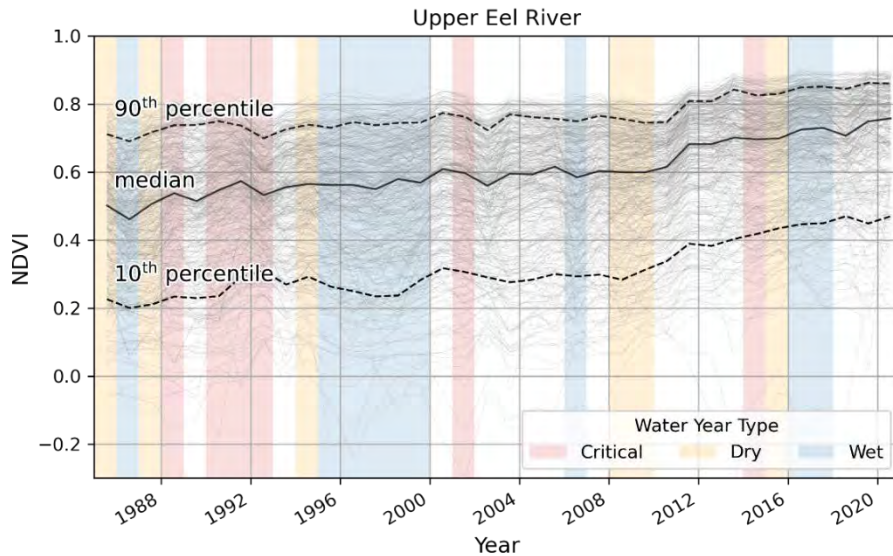 Upper Eel River
1.0
0.8
0.6
0.4
0.2
0.0
−0.2
NDVI
90th percentile
median
10th percentile
Water Year Type
Critical Dry Wet
1988 1992 1996 2000 2004 2008 2012 2016 2020
Year